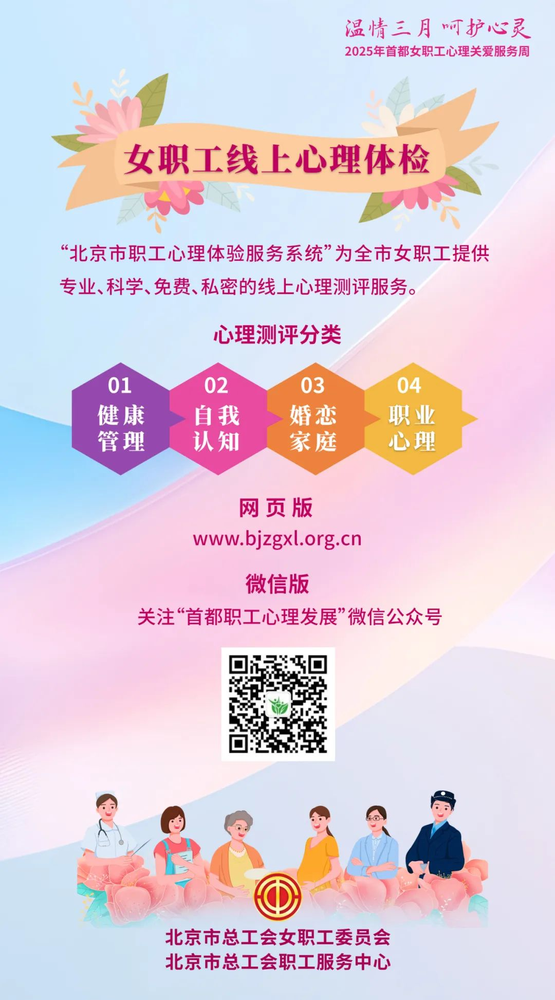 温情三月 呵护心灵
2025年首都女职工心理关爱服务周
女职工线上心理体检
“北京市职工心理体验服务系统”为全市女职工提供
专业、科学、免费、私密的线上心理测评服务。
心理测评分类
01
健康
管理
02
自我
认知
03
婚恋
家庭
04
职业
心理
网页版
www.bjzgxl.org.cn
微信版
关注“首都职工心理发展”微信公众号
北京市总工会女职工委员会
北京市总工会职工服务中心